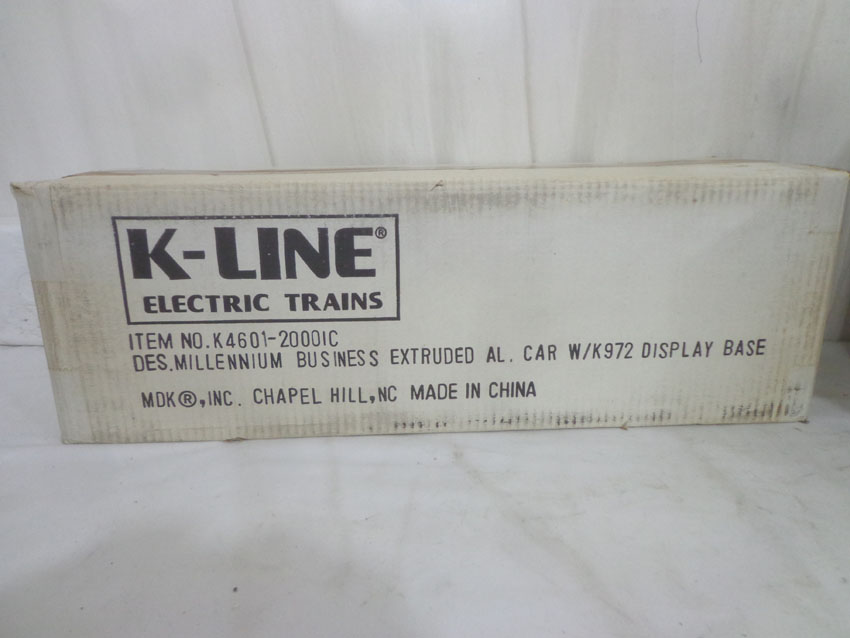 K-LINE®
ELECTRIC TRAINS
ITEM NO.K4601-2000IC
DES.MILLENNIUM BUSINESS EXTRUDED AL. CAR W/K972 DISPLAY BASE
MDK®,INC. CHAPEL HILL,NC MADE IN CHINA